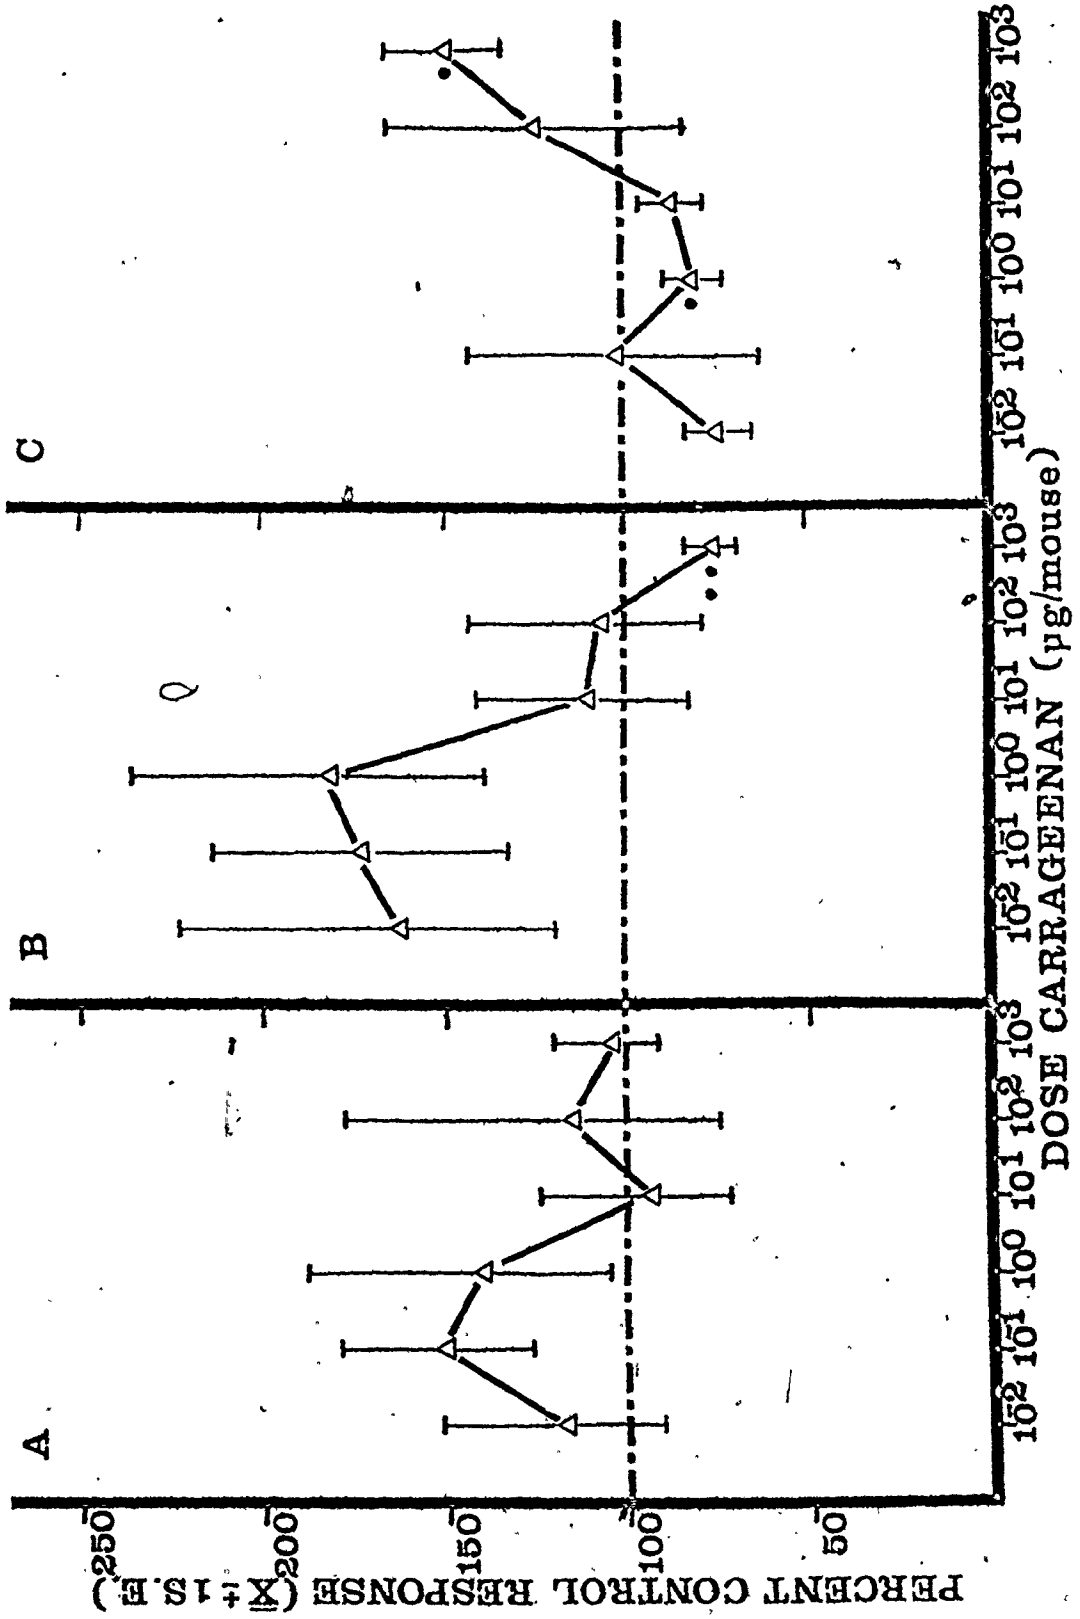 A
B
C
PERCENT CONTROL RESPONSE (X̿ ± 1S.E.)
250
200
150
100
50
10⁻² 10⁻¹ 10⁰ 10¹ 10² 10³
10⁻² 10⁻¹ 10⁰ 10¹ 10² 10³
10⁻² 10⁻¹ 10⁰ 10¹ 10² 10³
DOSE CARRAGEENAN (µg/mouse)